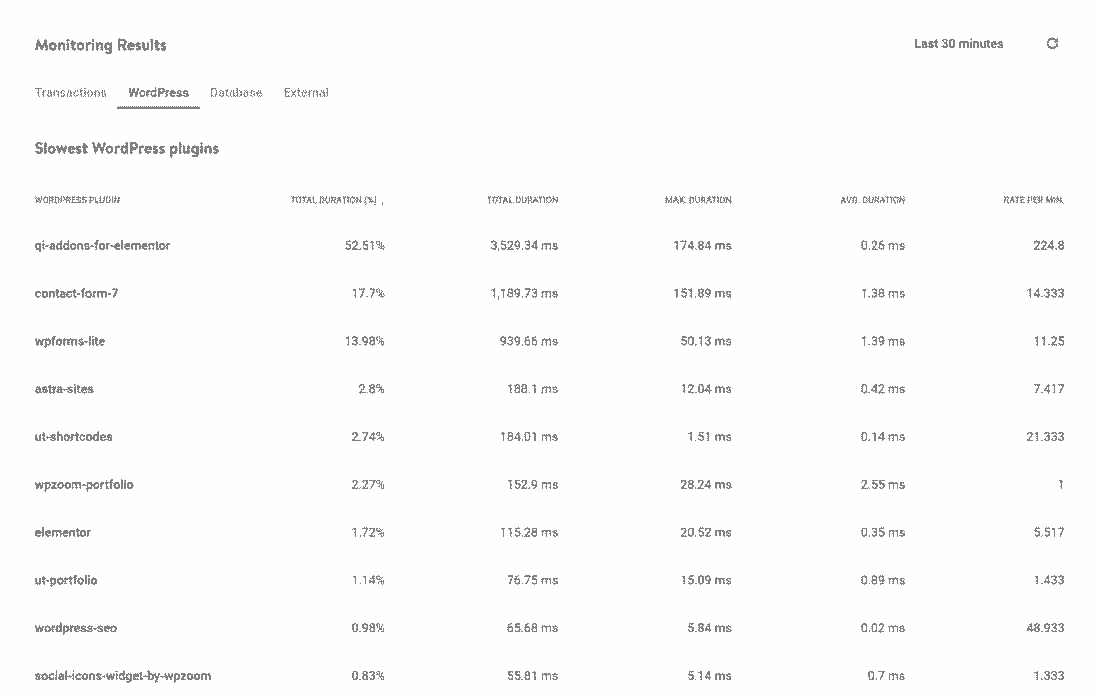 Monitoring Results Last 30 minutes
Transactions WordPress Database External
Slowest WordPress plugins
WORDPRESS PLUGIN TOTAL DURATION (%) ↓ TOTAL DURATION MAX. DURATION AVG. DURATION RATE PER MIN.
qi-addons-for-elementor 52.51% 3,529.34 ms 174.84 ms 0.26 ms 224.8
contact-form-7 17.7% 1,189.73 ms 151.89 ms 1.38 ms 14.333
wpforms-lite 13.98% 939.66 ms 50.13 ms 1.39 ms 11.25
astra-sites 2.8% 188.1 ms 12.04 ms 0.42 ms 7.417
ut-shortcodes 2.74% 184.01 ms 1.51 ms 0.14 ms 21.333
wpzoom-portfolio 2.27% 152.9 ms 28.24 ms 2.55 ms 1
elementor 1.72% 115.28 ms 20.52 ms 0.35 ms 5.517
ut-portfolio 1.14% 76.75 ms 15.09 ms 0.89 ms 1.433
wordpress-seo 0.98% 65.68 ms 5.84 ms 0.02 ms 48.933
social-icons-widget-by-wpzoom 0.83% 55.81 ms 5.14 ms 0.7 ms 1.333